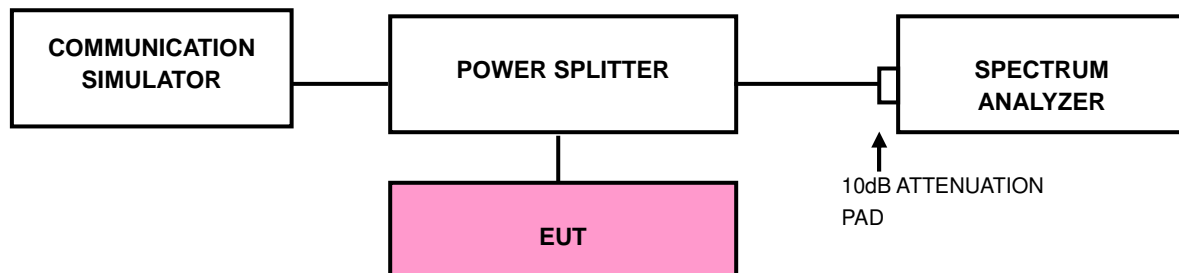 COMMUNICATION
SIMULATOR
POWER SPLITTER
SPECTRUM
ANALYZER
10dB ATTENUATION
PAD
EUT